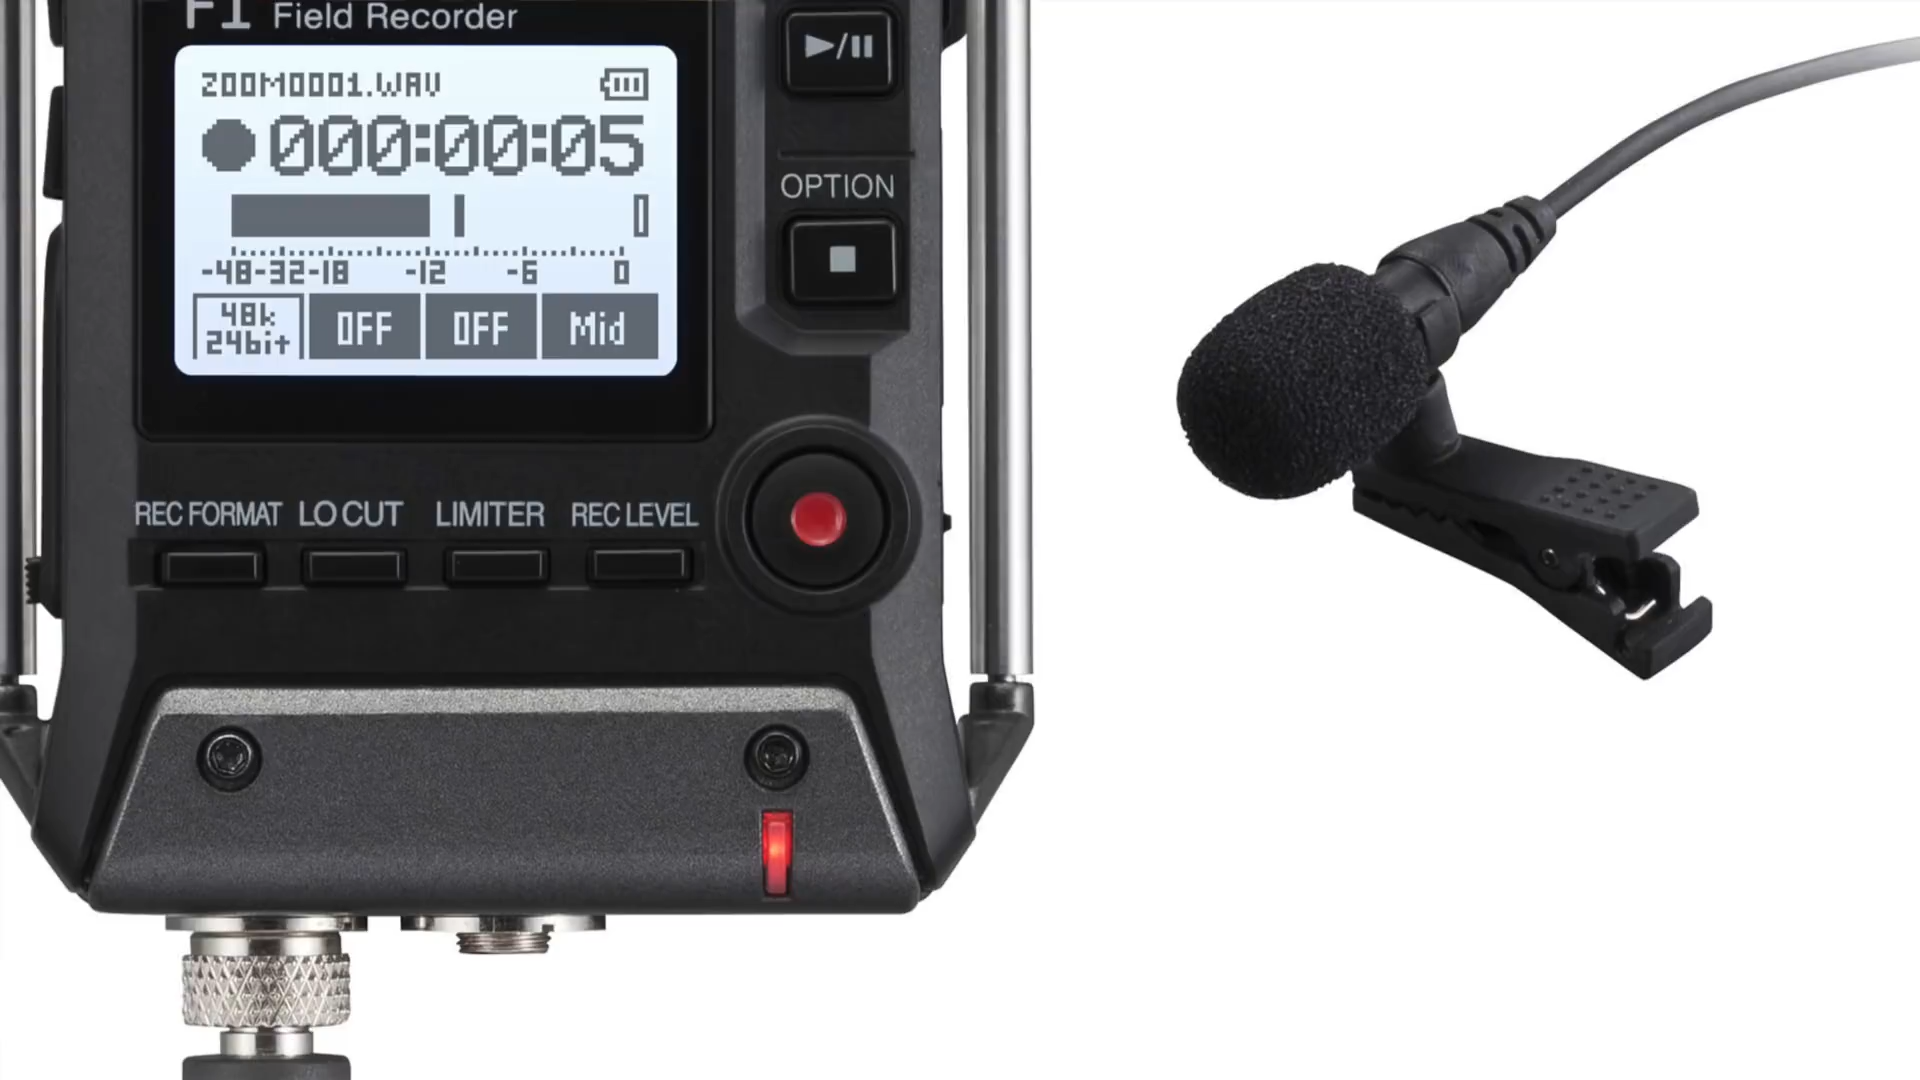 F1 Field Recorder
ZOOM0001.WAV
000:00:05
-48-32-18 -12 -6 0
48k
24bit
OFF OFF Mid
OPTION
REC FORMAT LO CUT LIMITER REC LEVEL